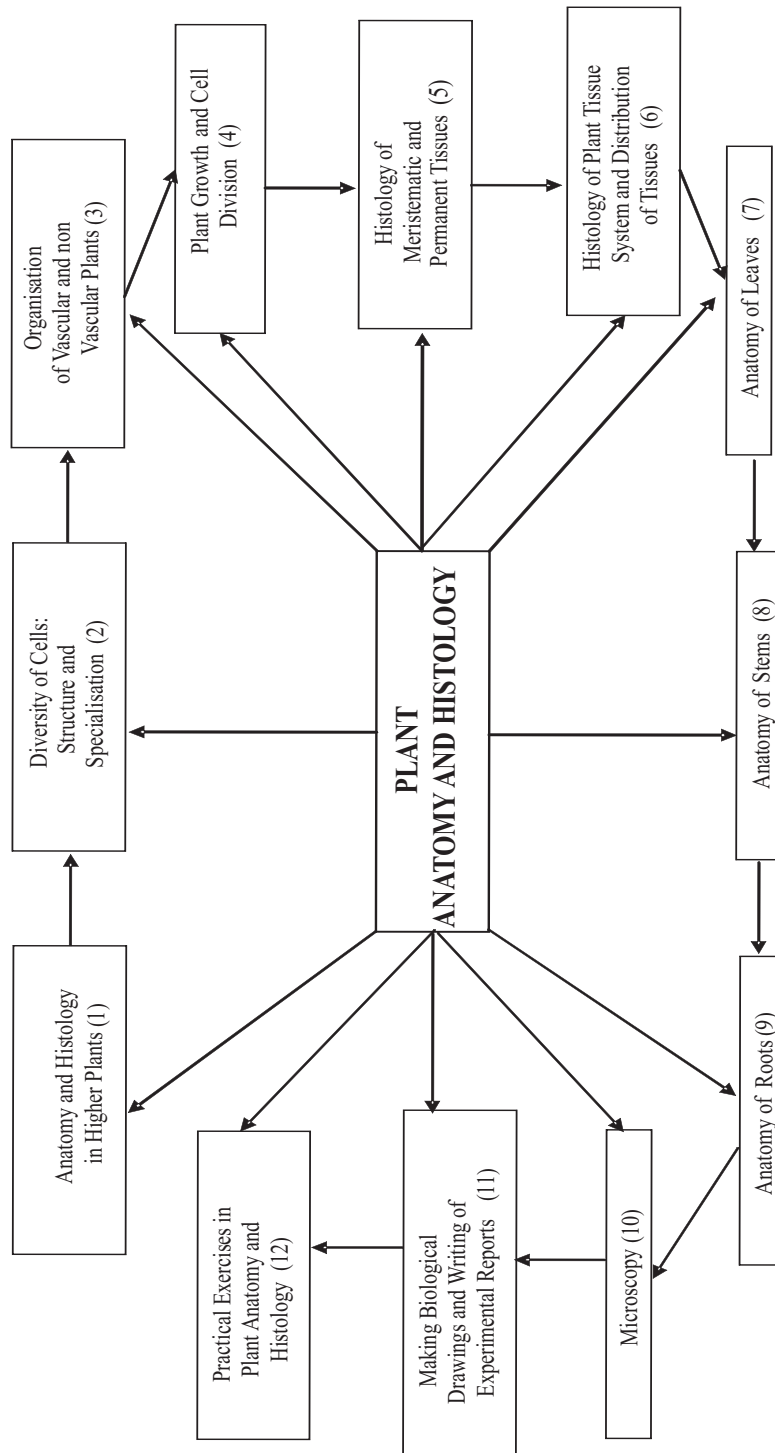 Anatomy and Histology
in Higher Plants (1)
Diversity of Cells:
Structure and
Specialisation (2)
Organisation
of Vascular and non
Vascular Plants (3)
Plant Growth and Cell
Division (4)
Histology of
Meristematic and
Permanent Tissues (5)
Histology of Plant Tissue
System and Distribution
of Tissues (6)
Anatomy of Leaves (7)
Anatomy of Stems (8)
Anatomy of Roots (9)
Microscopy (10)
Making Biological
Drawings and Writing of
Experimental Reports (11)
Practical Exercises in
Plant Anatomy and
Histology (12)
PLANT
ANATOMY AND HISTOLOGY